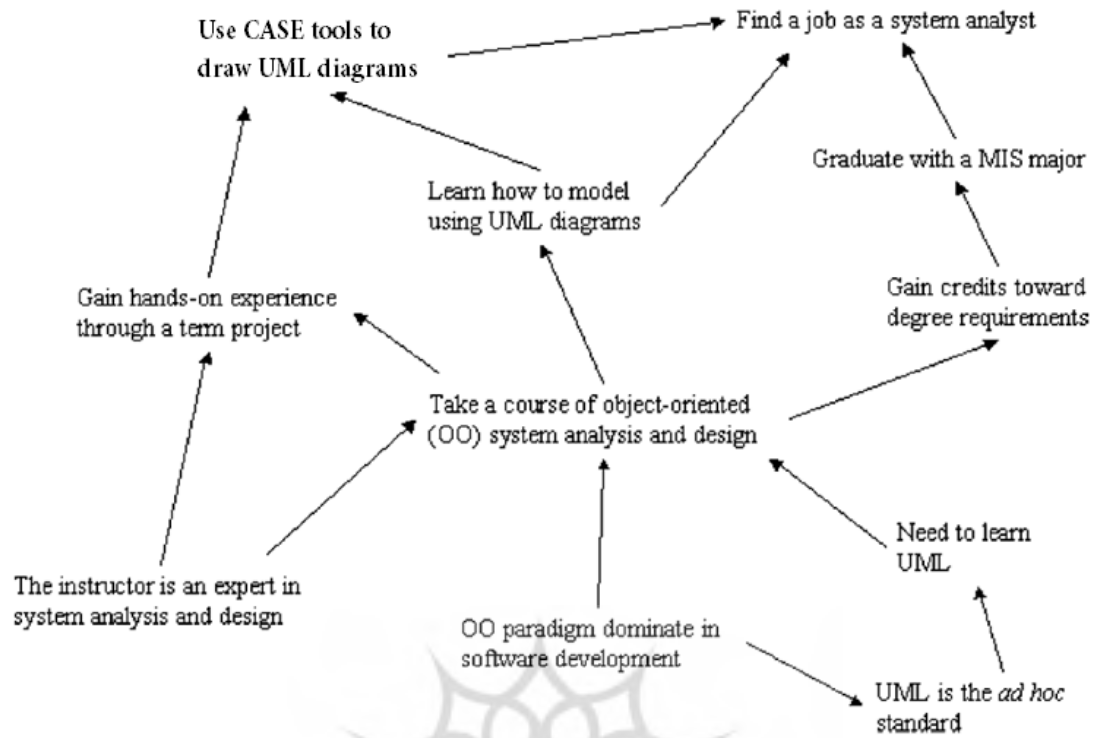 Use CASE tools to
draw UML diagrams
Find a job as a system analyst
Graduate with a MIS major
Learn how to model
using UML diagrams
Gain hands-on experience
through a term project
Gain credits toward
degree requirements
Take a course of object-oriented
(OO) system analysis and design
Need to learn
UML
The instructor is an expert in
system analysis and design
OO paradigm dominate in
software development
UML is the ad hoc
standard